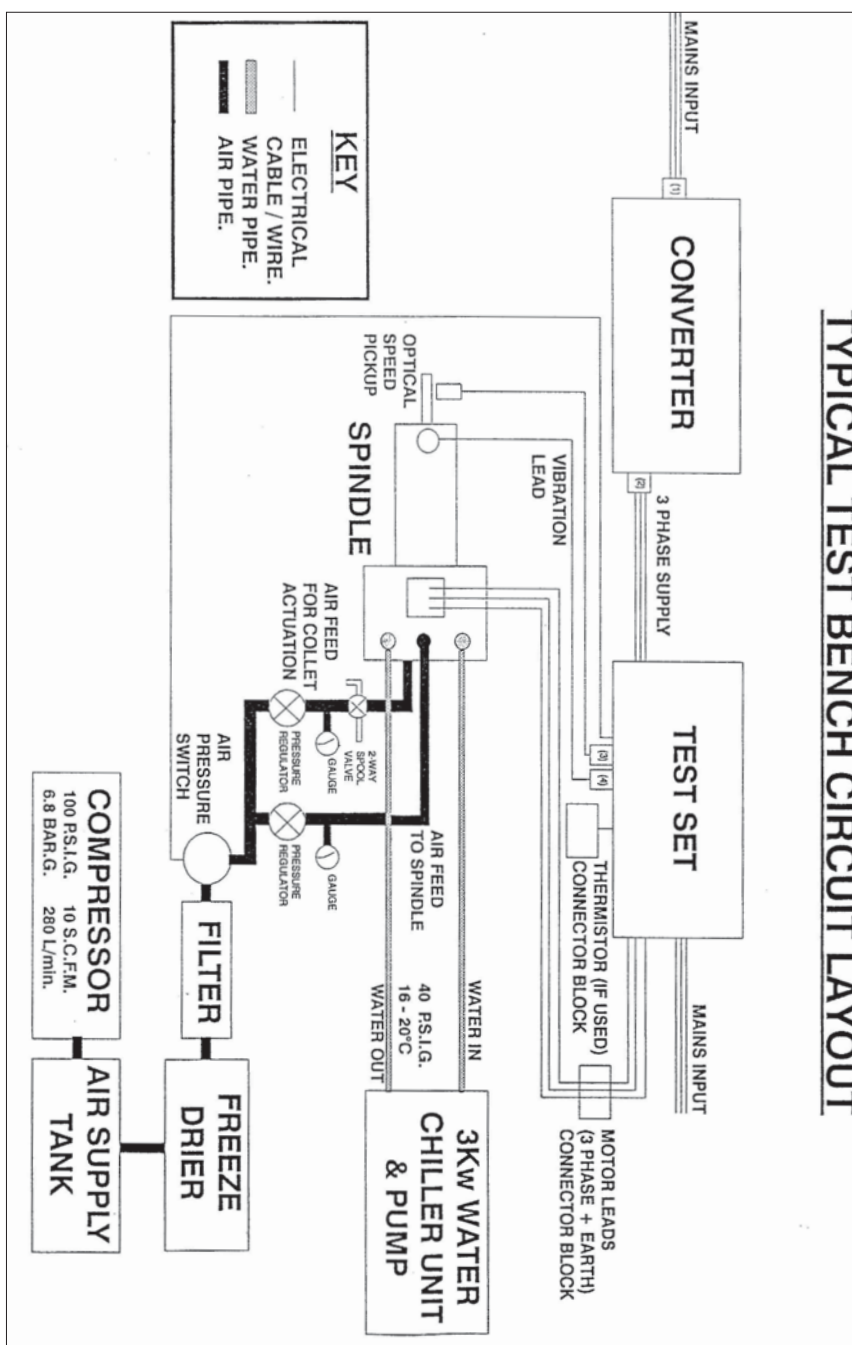 TYPICAL TEST BENCH CIRCUIT LAYOUT
MAINS INPUT
(1)
CONVERTER
(2)
3 PHASE SUPPLY
TEST SET
MAINS INPUT
(3)
(4)
THERMISTOR (IF USED)
CONNECTOR BLOCK
MOTOR LEADS
(3 PHASE + EARTH)
CONNECTOR BLOCK
VIBRATION
LEAD
OPTICAL
SPEED
PICKUP
SPINDLE
WATER IN
40 P.S.I.G.
16 - 20°C
WATER OUT
3Kw WATER
CHILLER UNIT
& PUMP
AIR FEED
TO SPINDLE
AIR FEED
FOR COLLET
ACTUATION
2-WAY
SPOOL
VALVE
GAUGE
PRESSURE
REGULATOR
GAUGE
PRESSURE
REGULATOR
AIR
PRESSURE
SWITCH
FILTER
FREEZE
DRIER
COMPRESSOR
100 P.S.I.G. 10 S.C.F.M.
6.8 BAR.G. 280 L/min.
AIR SUPPLY
TANK
KEY
ELECTRICAL
CABLE / WIRE.
WATER PIPE.
AIR PIPE.